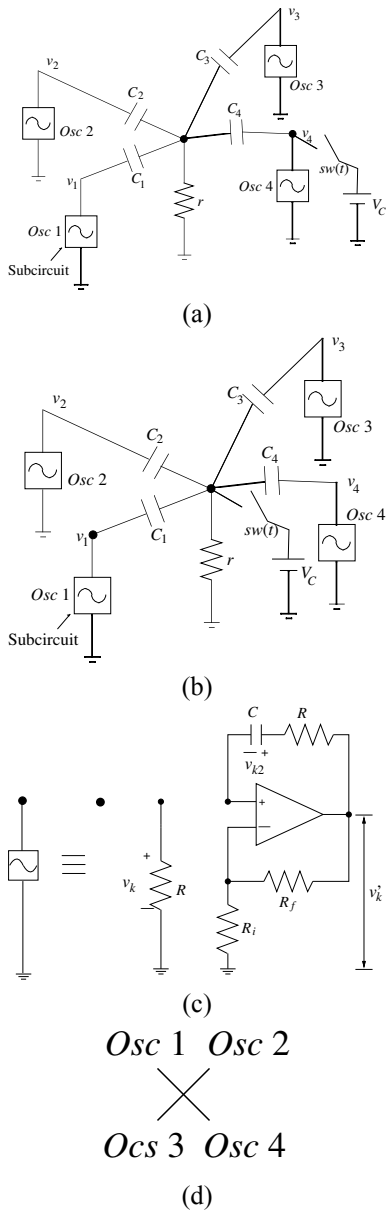 v3
v2
C3
Osc 3
C2
C4
v4
Osc 2
sw(t)
v1
C1
Osc 4
r
VC
Osc 1
Subcircuit
(a)
v3
v2
C3
Osc 3
C2
C4
v4
Osc 2
C1
sw(t)
v1
Osc 4
r
VC
Osc 1
Subcircuit
(b)
C R
− +
vk2
+
+
−
vk R
−
Rf
vk'
Ri
(c)
Osc 1 Osc 2
Ocs 3 Osc 4
(d)